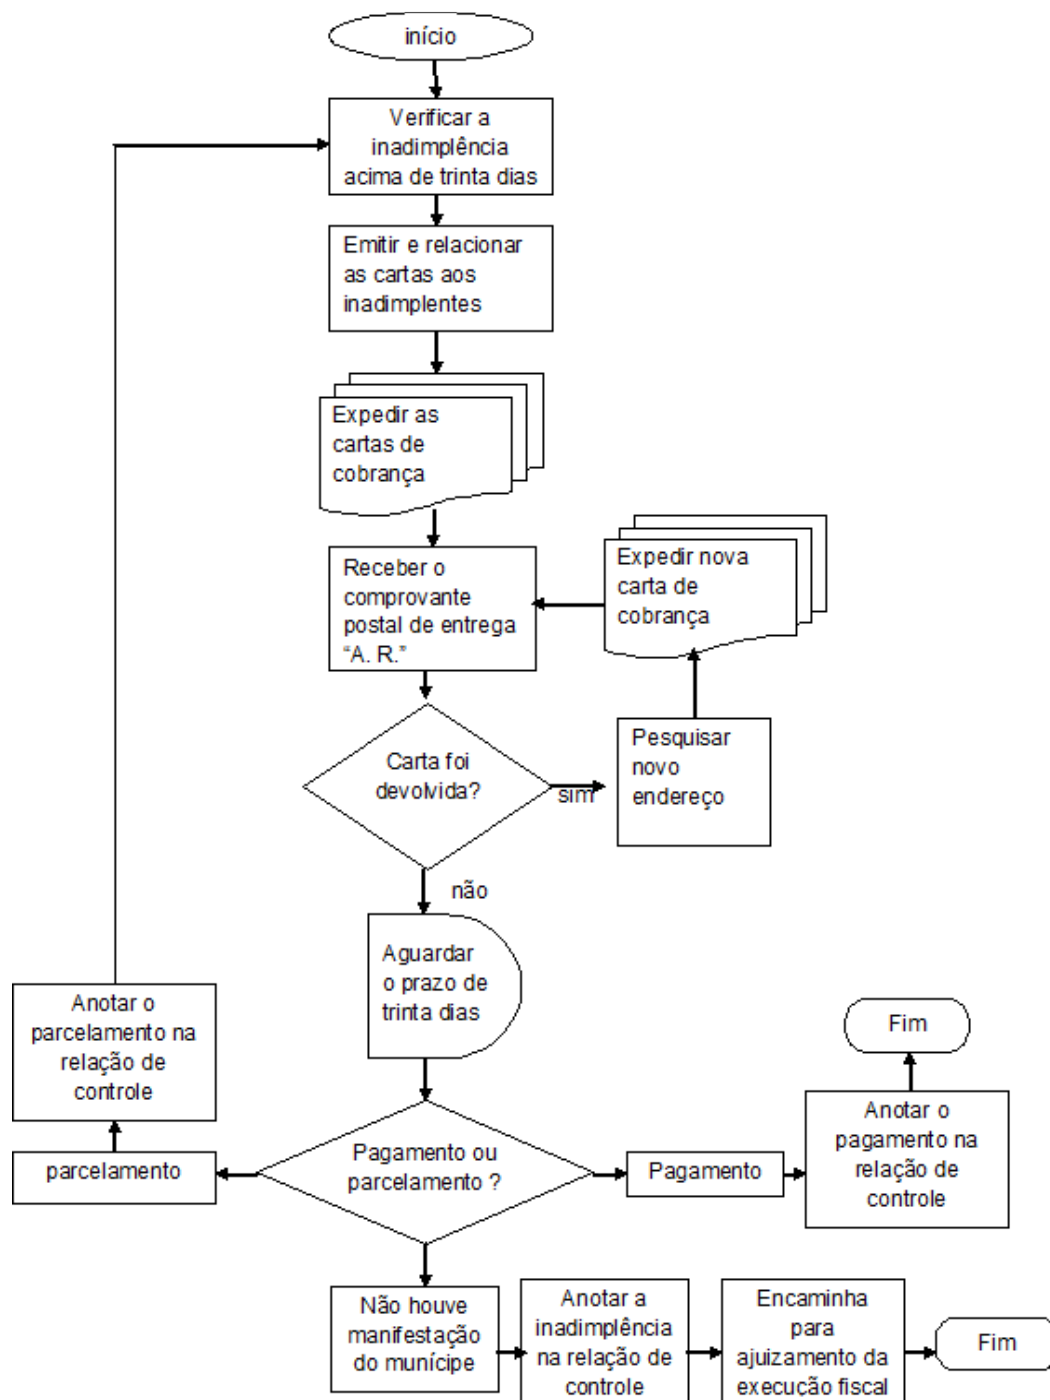 início
Verificar a
inadimplência
acima de trinta dias
Emitir e relacionar
as cartas aos
inadimplentes
Expedir as
cartas de
cobrança
Receber o
comprovante
postal de entrega
“A. R.”
Expedir nova
carta de
cobrança
Carta foi
devolvida?
sim
Pesquisar
novo
endereço
não
Aguardar
o prazo de
trinta dias
Anotar o
parcelamento na
relação de
controle
parcelamento
Pagamento ou
parcelamento ?
Pagamento
Anotar o
pagamento na
relação de
controle
Fim
Não houve
manifestação
do munícipe
Anotar a
inadimplência
na relação de
controle
Encaminha
para
ajuizamento da
execução fiscal
Fim